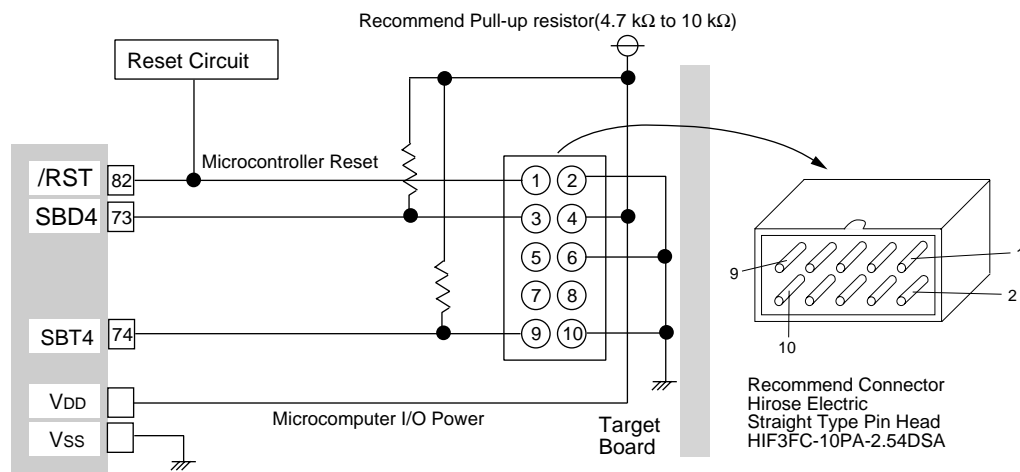 Recommend Pull-up resistor(4.7 kΩ to 10 kΩ)
Reset Circuit
Microcontroller Reset
/RST 82
SBD4 73
SBT4 74
VDD
VSS
1 2
3 4
5 6
7 8
9 10
Microcomputer I/O Power
Target
Board
9
1
2
10
Recommend Connector
Hirose Electric
Straight Type Pin Head
HIF3FC-10PA-2.54DSA